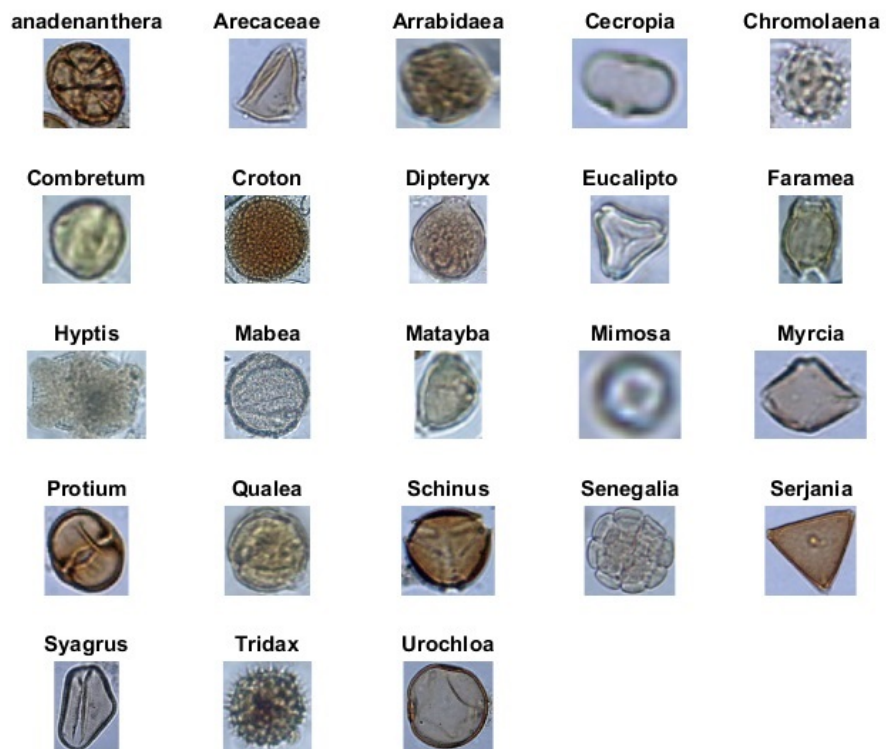 anadenanthera Arecaceae Arrabidaea Cecropia Chromolaena
Combretum Croton Dipteryx Eucalipto Faramea
Hyptis Mabea Matayba Mimosa Myrcia
Protium Qualea Schinus Senegalia Serjania
Syagrus Tridax Urochloa